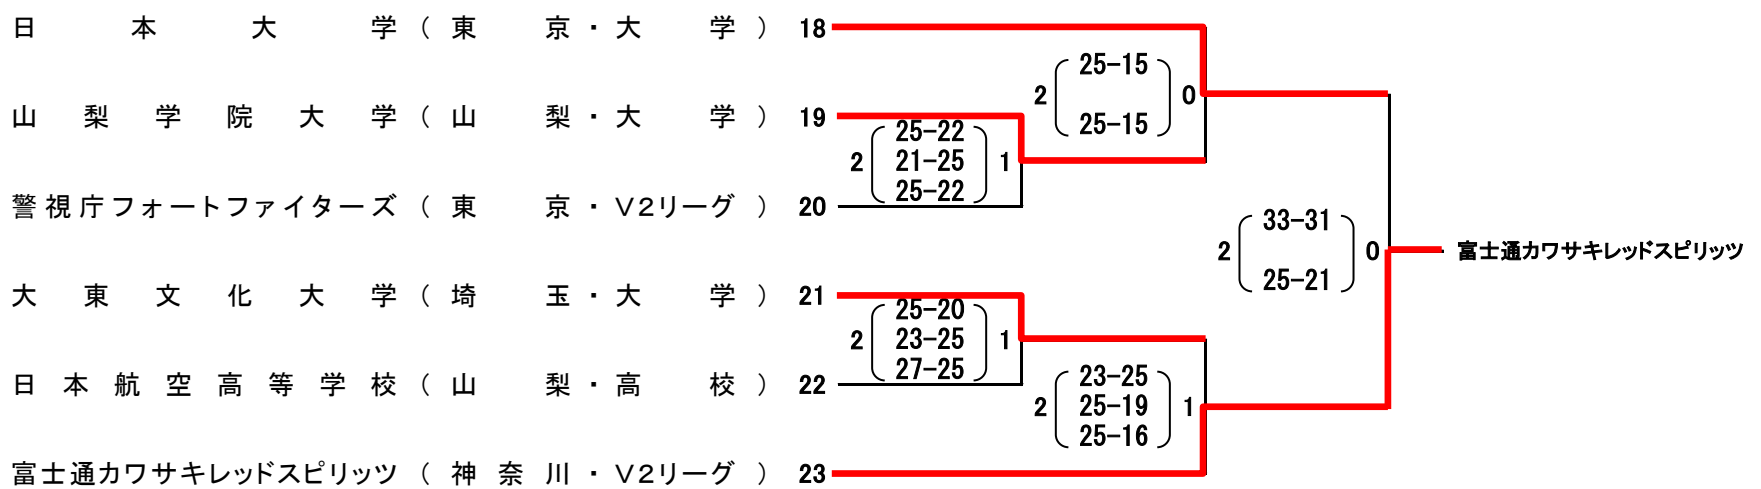 日本大学（東京・大学） 18
25-15
2 0
25-15
山梨学院大学（山梨・大学） 19
25-22
2 21-25 1
25-22
警視庁フォートファイターズ（東京・V2リーグ） 20
33-31
2 0 富士通カワサキレッドスピリッツ
25-21
大東文化大学（埼玉・大学） 21
25-20
2 23-25 1
27-25
日本航空高等学校（山梨・高校） 22
23-25
2 25-19 1
25-16
富士通カワサキレッドスピリッツ（神奈川・V2リーグ） 23